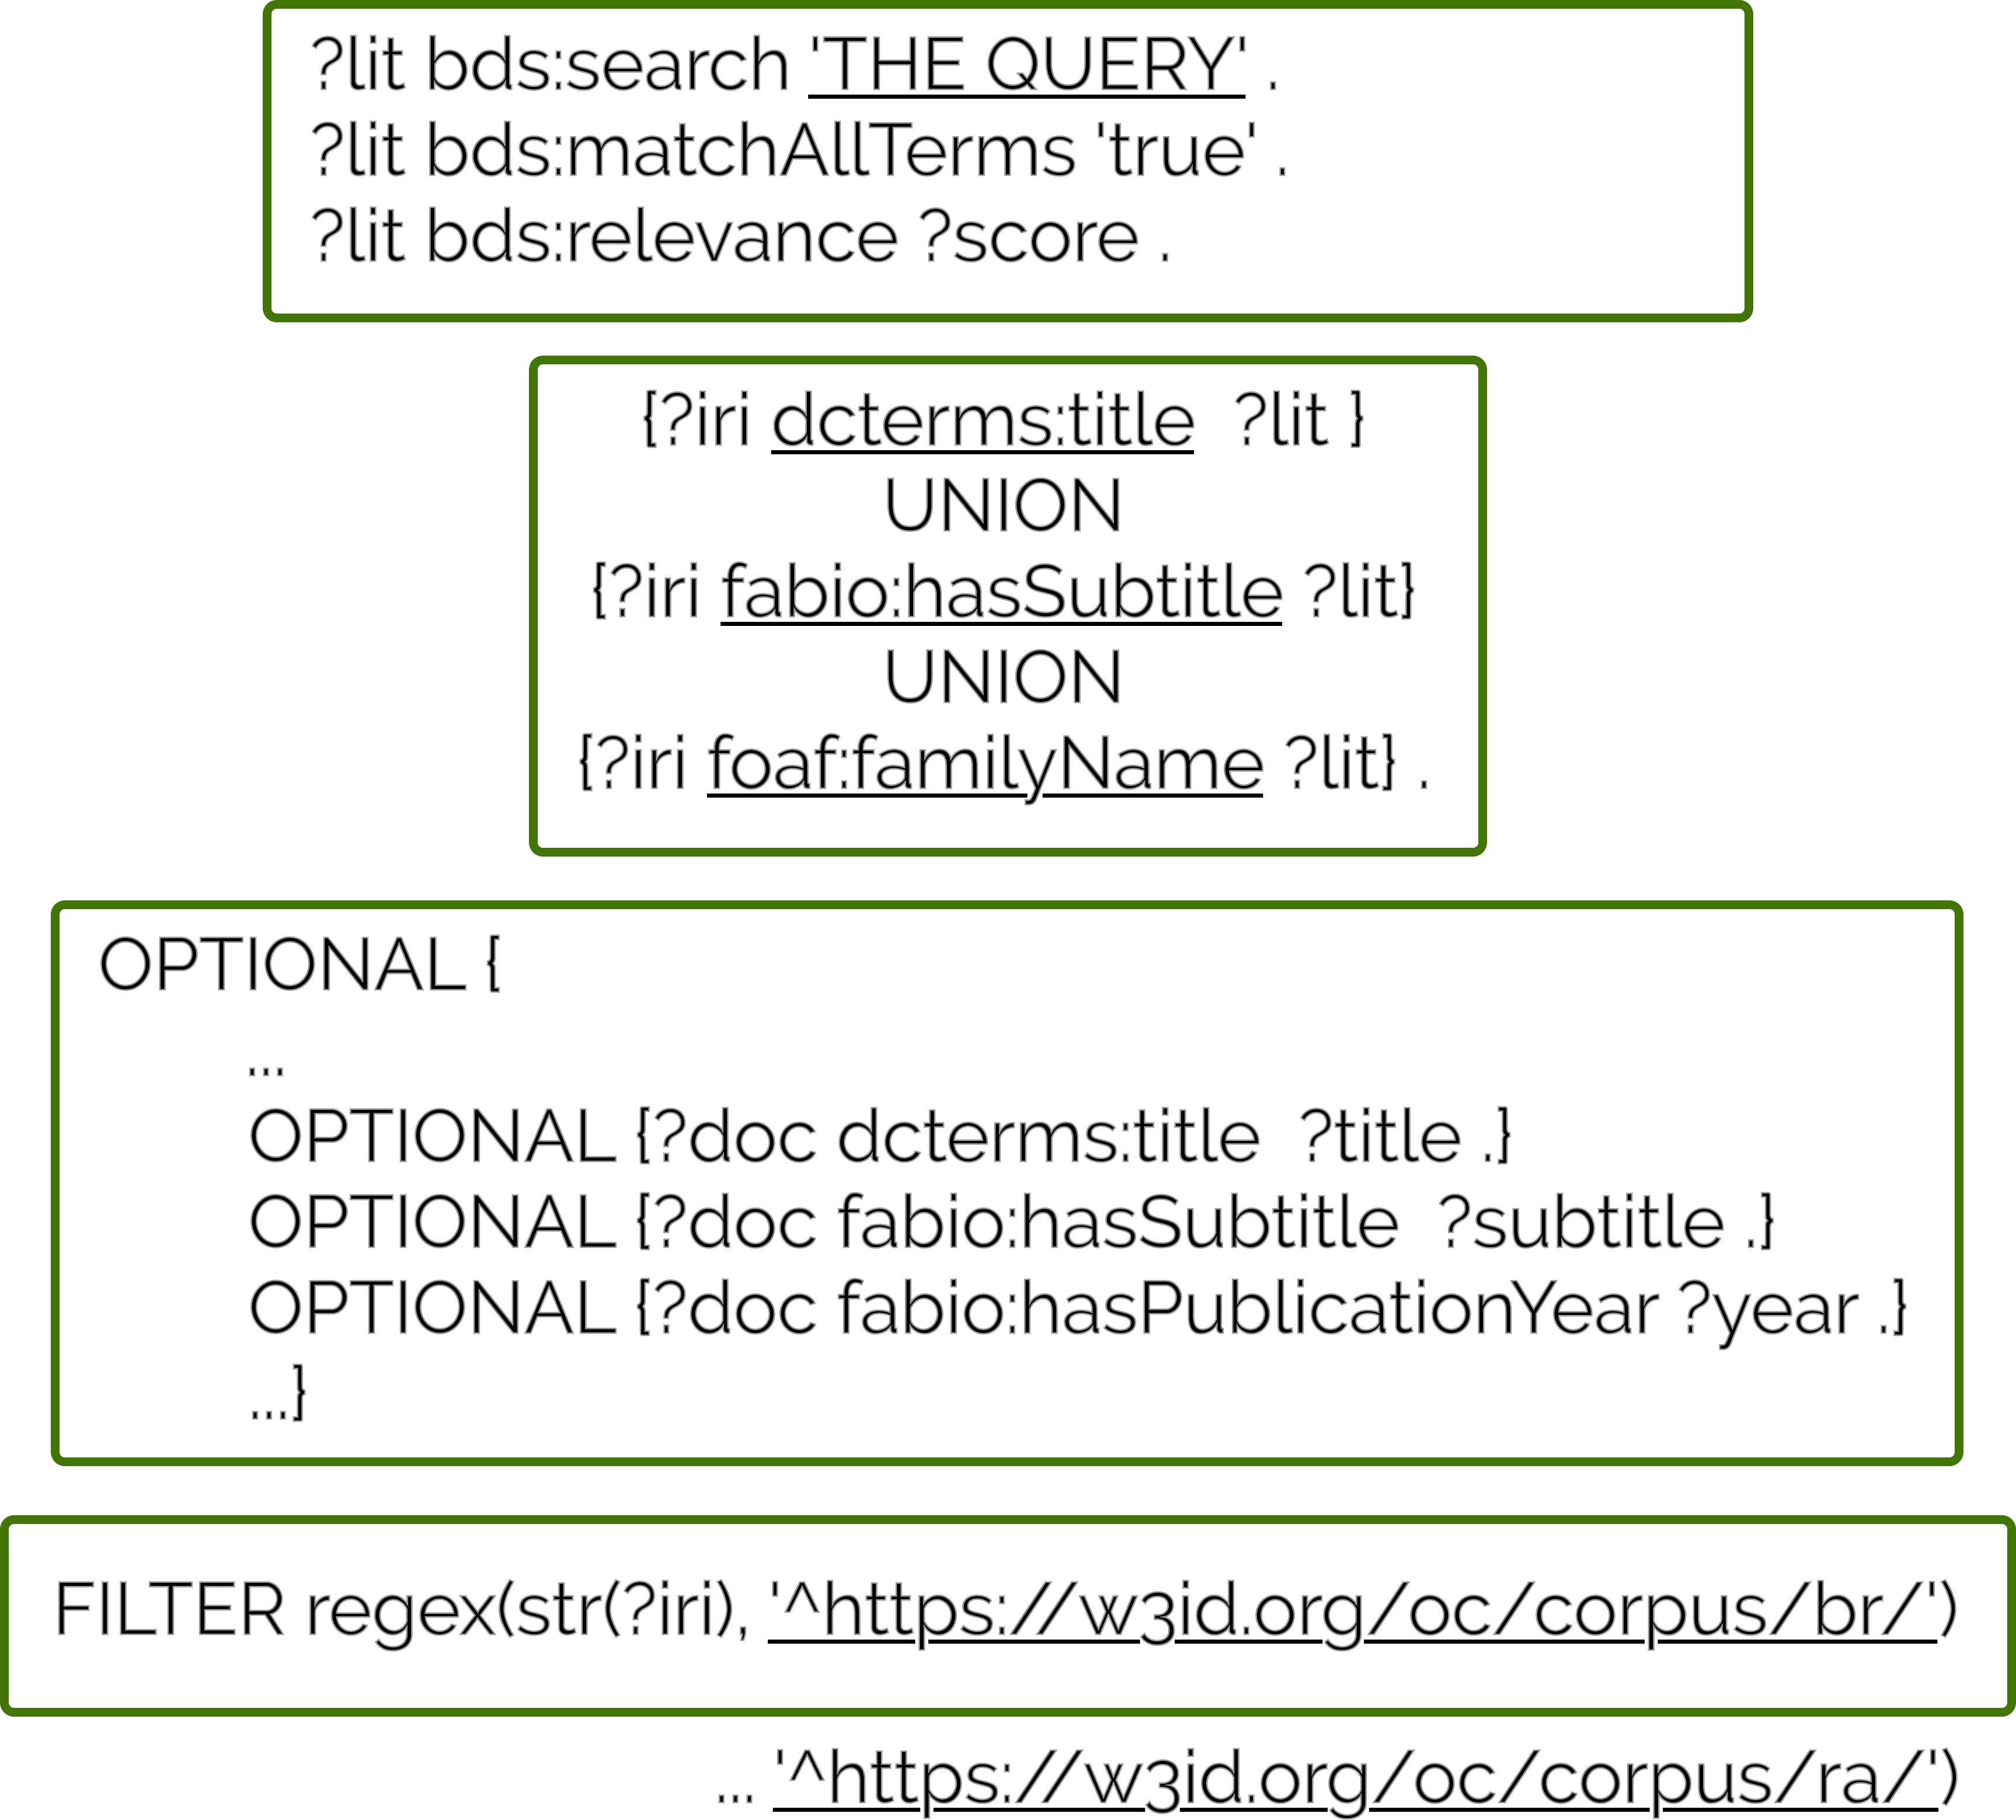 ?lit bds:search 'THE QUERY' .
?lit bds:matchAllTerms 'true' .
?lit bds:relevance ?score .
{?iri dcterms:title ?lit }
UNION
{?iri fabio:hasSubtitle ?lit}
UNION
{?iri foaf:familyName ?lit} .
OPTIONAL {
...
OPTIONAL {?doc dcterms:title ?title .}
OPTIONAL {?doc fabio:hasSubtitle ?subtitle .}
OPTIONAL {?doc fabio:hasPublicationYear ?year .}
...}
FILTER regex(str(?iri), '^https://w3id.org/oc/corpus/br/')
... '^https://w3id.org/oc/corpus/ra/')